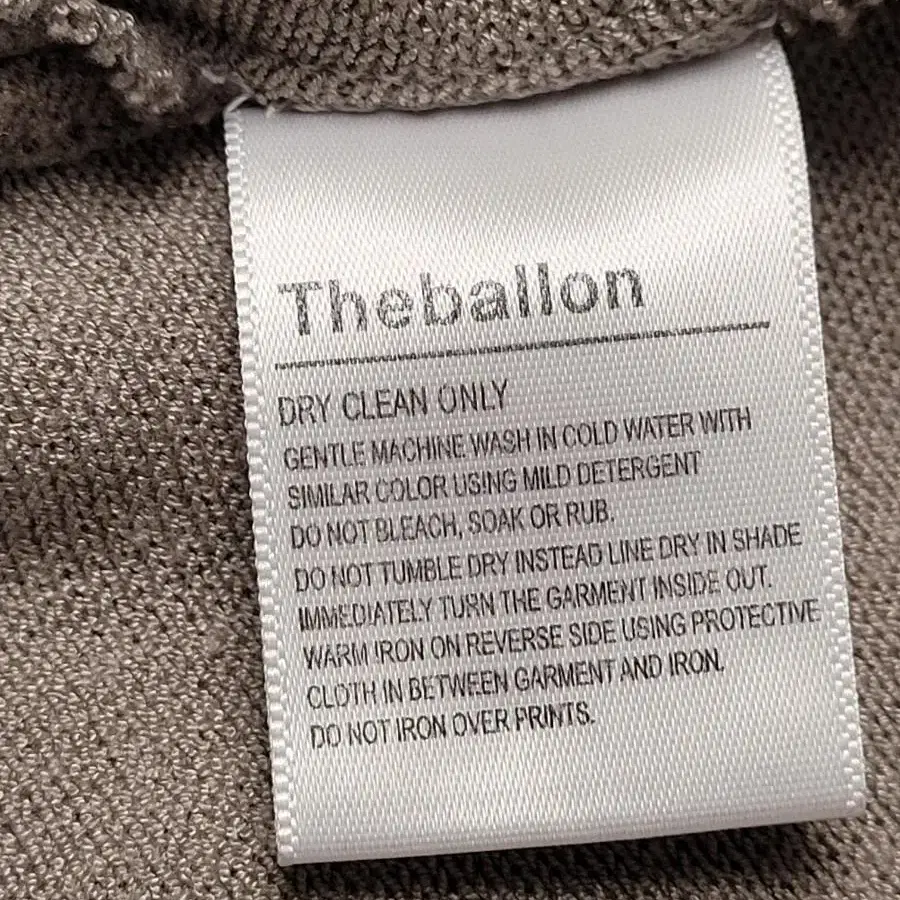 Theballon
DRY CLEAN ONLY
GENTLE MACHINE WASH IN COLD WATER WITH
SIMILAR COLOR USING MILD DETERGENT
DO NOT BLEACH, SOAK OR RUB.
DO NOT TUMBLE DRY INSTEAD LINE DRY IN SHADE
IMMEDIATELY TURN THE GARMENT INSIDE OUT.
WARM IRON ON REVERSE SIDE USING PROTECTIVE
CLOTH IN BETWEEN GARMENT AND IRON.
DO NOT IRON OVER PRINTS.